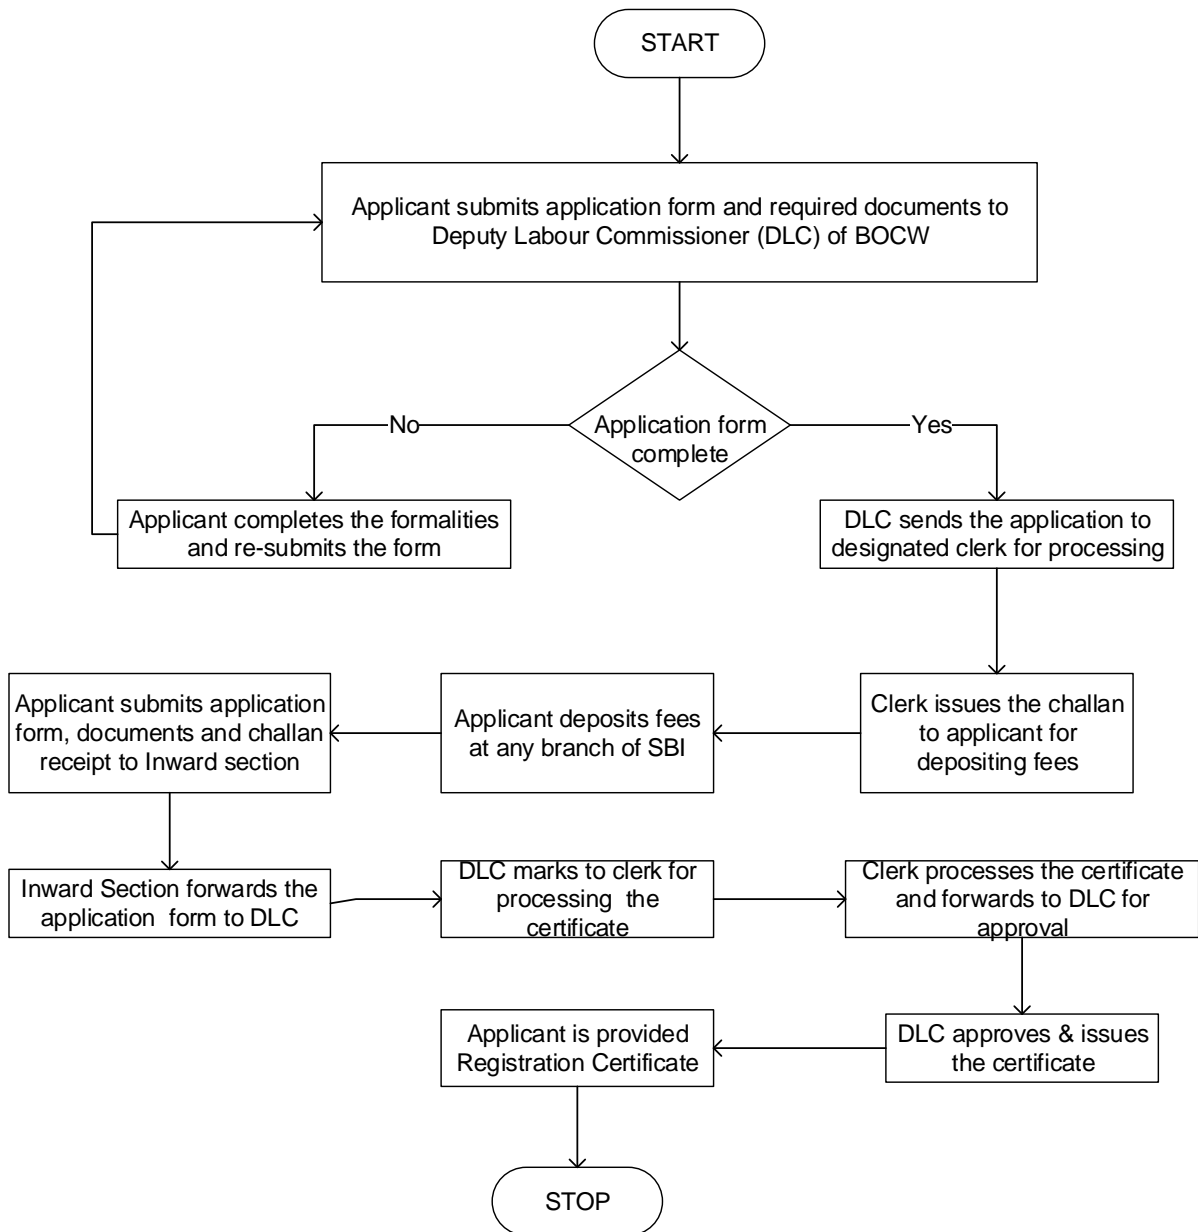 START
Applicant submits application form and required documents to
Deputy Labour Commissioner (DLC) of BOCW
Application form
complete
No
Yes
Applicant completes the formalities
and re-submits the form
DLC sends the application to
designated clerk for processing
Clerk issues the challan
to applicant for
depositing fees
Applicant deposits fees
at any branch of SBI
Applicant submits application
form, documents and challan
receipt to Inward section
Inward Section forwards the
application form to DLC
DLC marks to clerk for
processing the
certificate
Clerk processes the certificate
and forwards to DLC for
approval
DLC approves & issues
the certificate
Applicant is provided
Registration Certificate
STOP